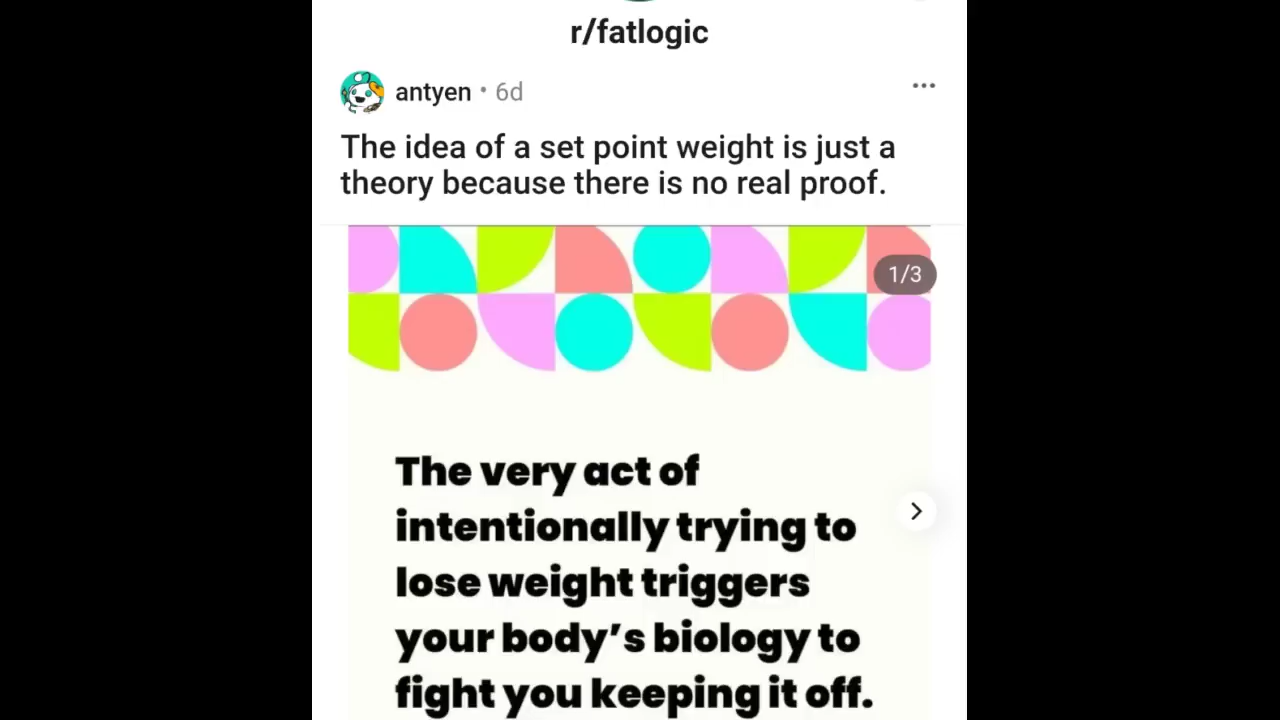 r/fatlogic
antyen • 6d
The idea of a set point weight is just a
theory because there is no real proof.
1/3
The very act of
intentionally trying to
lose weight triggers
your body’s biology to
fight you keeping it off.